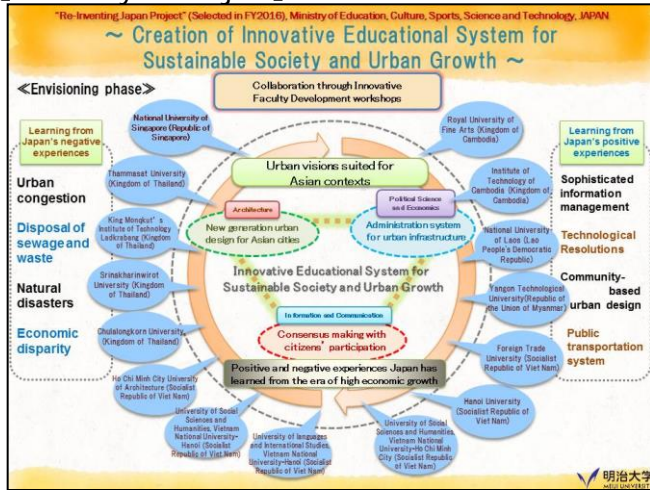 "Re-Inventing Japan Project" (Selected in FY2016), Ministry of Education, Culture, Sports, Science and Technology, JAPAN
～ Creation of Innovative Educational System for
Sustainable Society and Urban Growth ～
≪Envisioning phase≫
Collaboration through Innovative
Faculty Development workshops
Learning from
Japan's negative
experiences
Urban
congestion
Disposal of
sewage and
waste
Natural
disasters
Economic
disparity
National University of
Singapore (Republic of
Singapore)
Thammasat University
(Kingdom of Thailand)
King Mongkut's
Institute of Technology
Ladkrabang (Kingdom
of Thailand)
Srinakharinwirot
University (Kingdom
of Thailand)
Chulalongkorn University
(Kingdom of Thailand)
Ho Chi Minh City University
of Architecture (Socialist
Republic of Viet Nam)
University of Social
Sciences and
Humanities, Vietnam
National University-
Hanoi (Socialist
Republic of Viet Nam)
University of languages
and International Studies,
Vietnam National
University-Hanoi (Socialist
Republic of Viet Nam)
Urban visions suited for
Asian contexts
Architecture
New generation urban
design for Asian cities
Political Science
and Economics
Administration system
for urban infrastructure
Innovative Educational System for
Sustainable Society and Urban Growth
Information and Communication
Consensus making with
citizens' participation
Positive and negative experiences Japan has
learned from the era of high economic growth
Royal University of
Fine Arts (Kingdom of
Cambodia)
Institute of
Technology of
Cambodia (Kingdom of
Cambodia)
National University
of Laos (Lao
People's Democratic
Republic)
Yangon Technological
University(Republic of
the Union of Myanmar)
Foreign Trade
University (Socialist
Republic of Viet Nam)
Hanoi University
(Socialist Republic of
Viet Nam)
University of Social
Sciences and Humanities,
Vietnam National
University-Ho Chi Minh
City (Socialist Republic
of Viet Nam)
Learning from
Japan's positive
experiences
Sophisticated
information
management
Technological
Resolutions
Community-
based
urban design
Public
transportation
system
明治大学
MEIJI UNIVERSITY